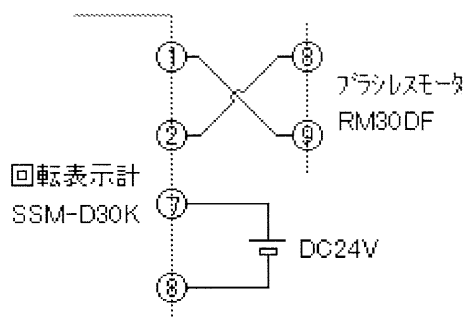 ① ⑧
ブラシレスモータ
RM30DF
② ⑨
回転表示計
SSM-D30K
⑦
DC24V
⑧